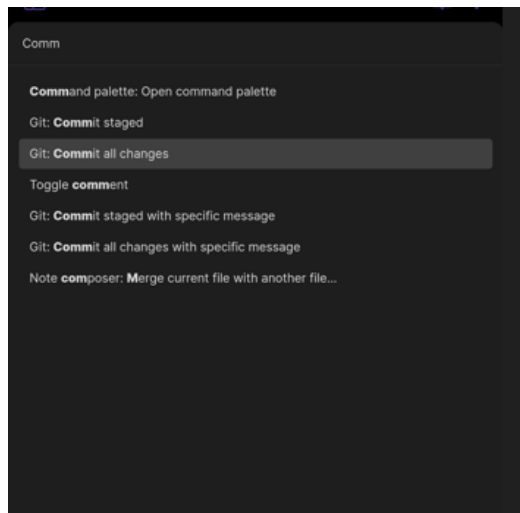 Comm
Command palette: Open command palette
Git: Commit staged
Git: Commit all changes
Toggle comment
Git: Commit staged with specific message
Git: Commit all changes with specific message
Note composer: Merge current file with another file...